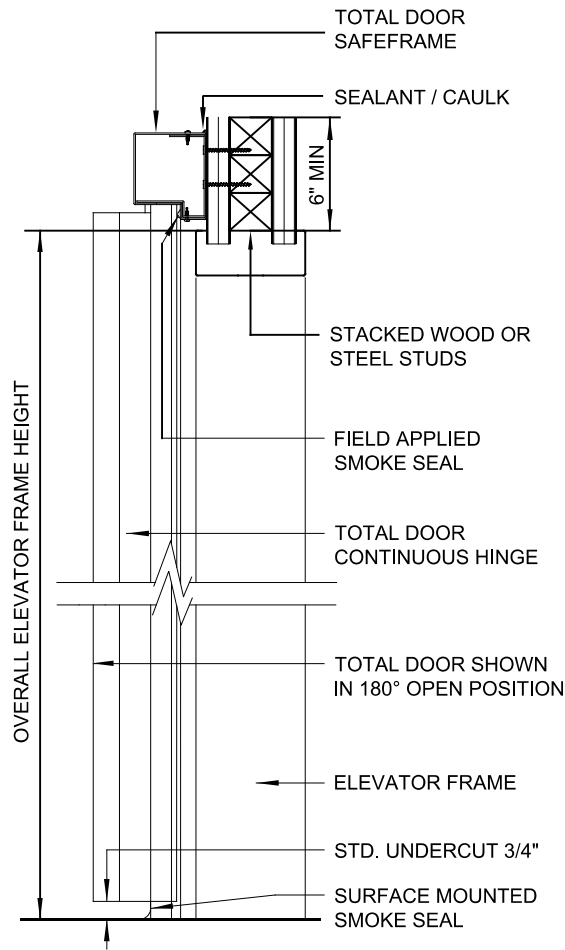 TOTAL DOOR
SAFEFRAME
SEALANT / CAULK
6" MIN
STACKED WOOD OR
STEEL STUDS
FIELD APPLIED
SMOKE SEAL
OVERALL ELEVATOR FRAME HEIGHT
TOTAL DOOR
CONTINUOUS HINGE
TOTAL DOOR SHOWN
IN 180° OPEN POSITION
ELEVATOR FRAME
STD. UNDERCUT 3/4"
SURFACE MOUNTED
SMOKE SEAL